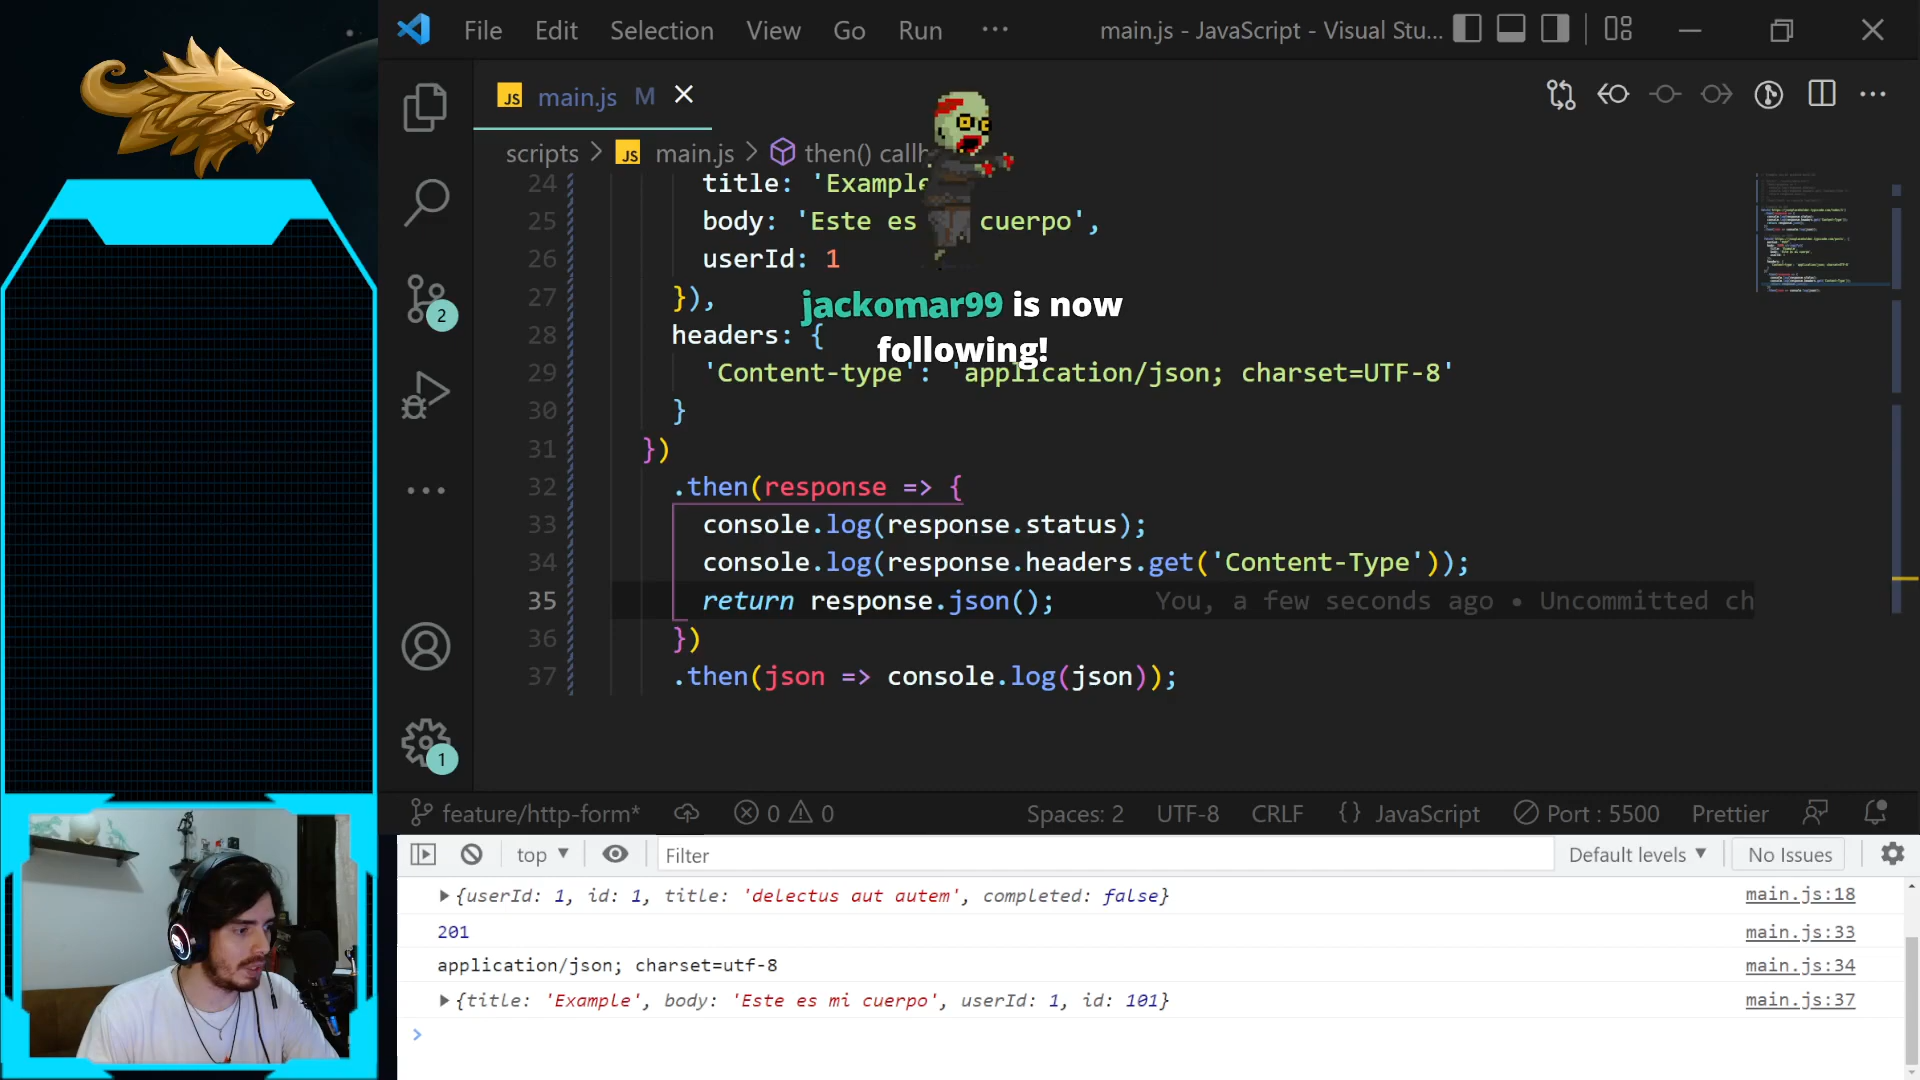 File Edit Selection View Go Run ...
main.js - JavaScript - Visual Stu...
JS main.js M
scripts > JS main.js > then() callb
24 title: 'Example
25 body: 'Este es cuerpo',
26 userId: 1
27 }),
jackomar99 is now
following!
28 headers: {
29 'Content-type': 'application/json; charset=UTF-8'
30 }
31 })
32 .then(response => {
33 console.log(response.status);
34 console.log(response.headers.get('Content-Type'));
35 return response.json(); You, a few seconds ago • Uncommitted ch
36 })
37 .then(json => console.log(json));
2
1
feature/http-form* 0 0 Spaces: 2 UTF-8 CRLF {} JavaScript Port : 5500 Prettier
top Filter Default levels No Issues
{userId: 1, id: 1, title: 'delectus aut autem', completed: false} main.js:18
201 main.js:33
application/json; charset=utf-8 main.js:34
{title: 'Example', body: 'Este es mi cuerpo', userId: 1, id: 101} main.js:37
>